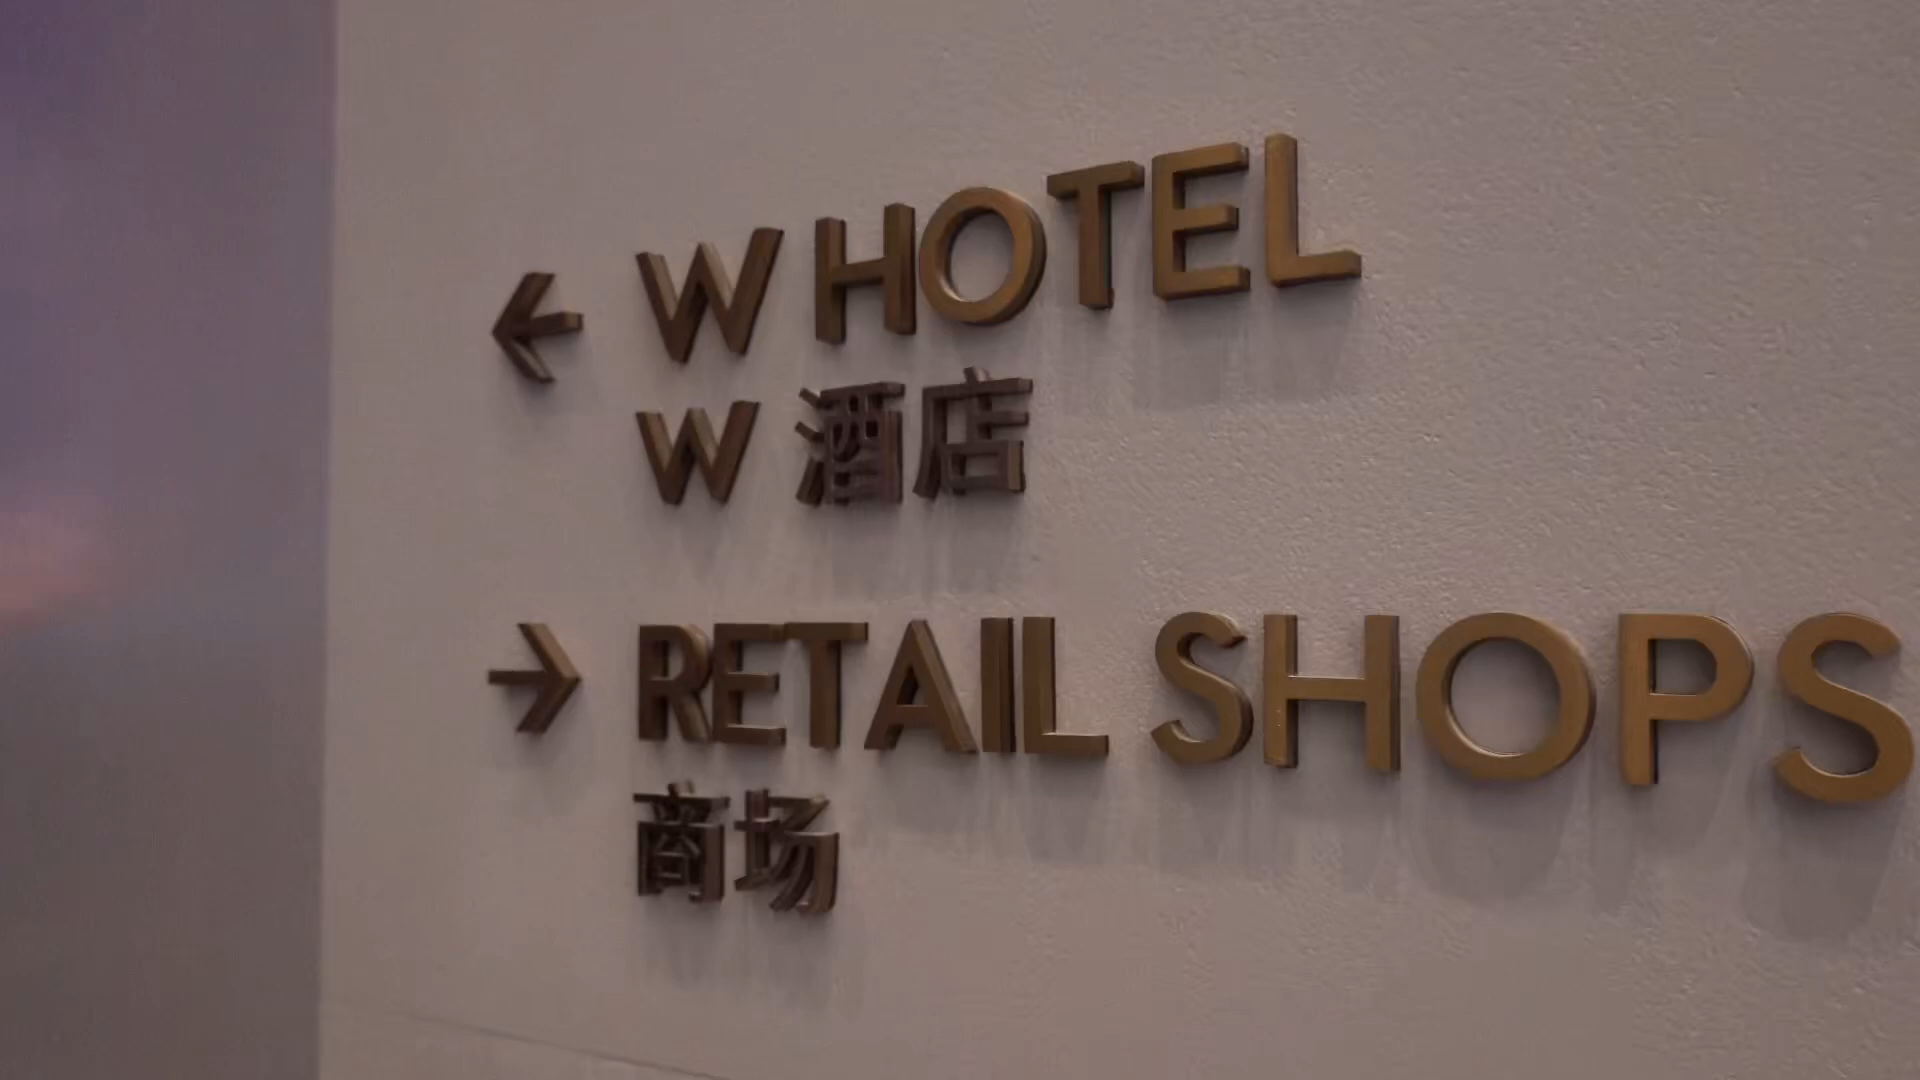 ← W HOTEL
W 酒店
→ RETAIL SHOPS
商场